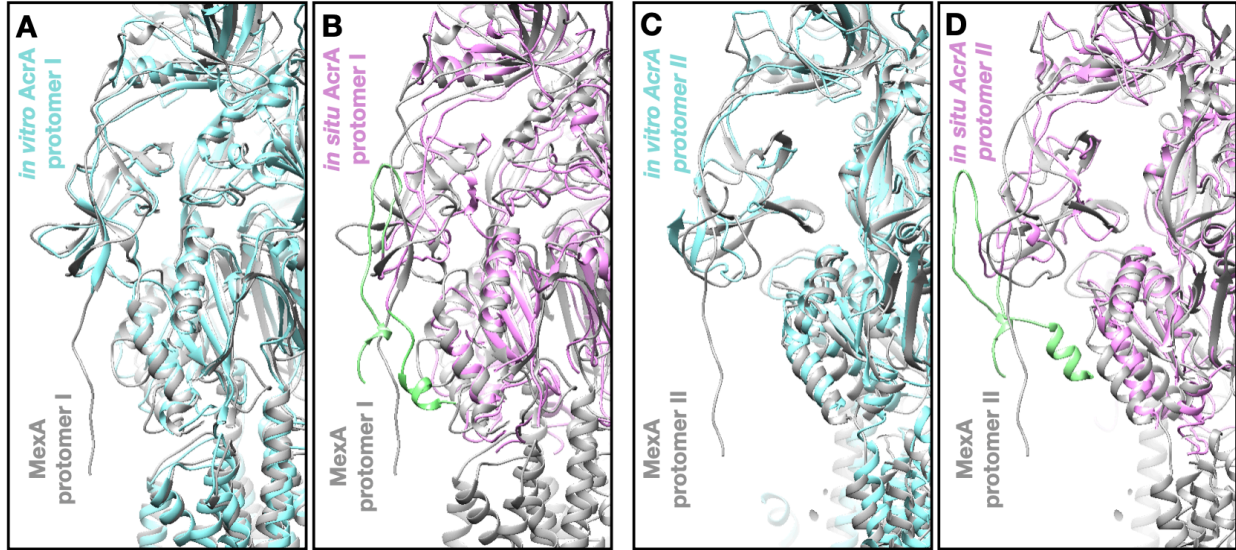 A
in vitro AcrA
protomer I
MexA
protomer I
B
in situ AcrA
protomer I
MexA
protomer I
C
in vitro AcrA
protomer II
MexA
protomer II
D
in situ AcrA
protomer II
MexA
protomer II